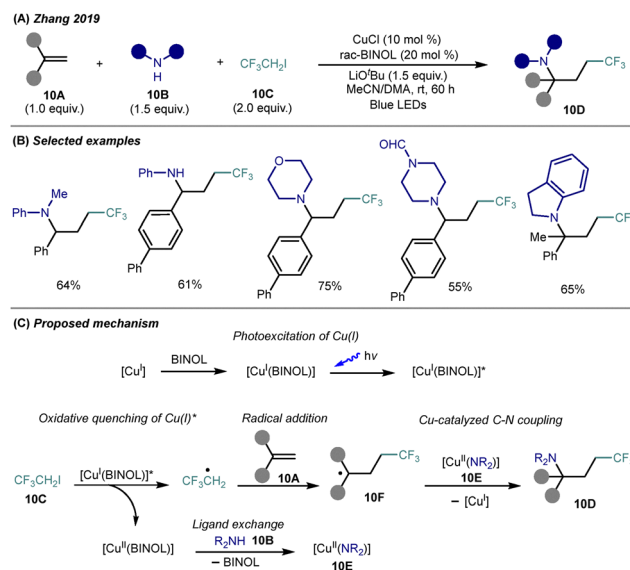 (A) Zhang 2019
10A
(1.0 equiv.)
+
N
H
10B
(1.5 equiv.)
+
CF3CH2I
10C
(2.0 equiv.)
CuCl (10 mol %)
rac-BINOL (20 mol %)
LiOᵗBu (1.5 equiv.)
MeCN/DMA, rt, 60 h
Blue LEDs
N
CF3
10D
(B) Selected examples
Ph N Me
CF3
Ph
64%
Ph NH
CF3
Ph
61%
O
N
CF3
Ph
75%
OHC
N
N
CF3
Ph
55%
N
Me
CF
Ph
65%
(C) Proposed mechanism
Photoexcitation of Cu(I)
[CuI] BINOL [CuI(BINOL)] hν [CuI(BINOL)]*
Oxidative quenching of Cu(I)* Radical addition Cu-catalyzed C-N coupling
CF3CH2I
10C
[CuI(BINOL)]*
CF3CH2
10A
CF3
10F
[CuII(NR2)]
10E
– [CuI]
R2N
CF
10D
Ligand exchange
[CuII(BINOL)] R2NH 10B [CuII(NR2)]
– BINOL 10E